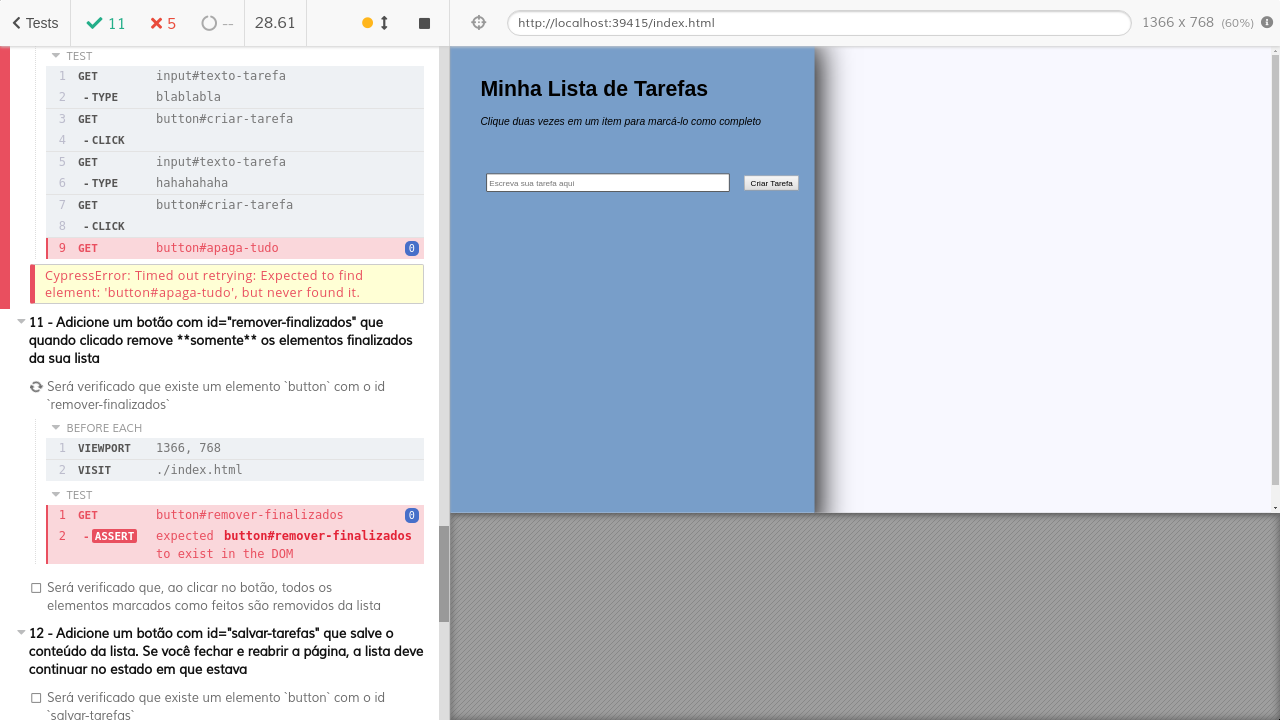 Tests 11 5 -- 28.61 http://localhost:39415/index.html 1366 x 768 (60%)
TEST
1 GET input#texto-tarefa
2 - TYPE blablabla
3 GET button#criar-tarefa
4 - CLICK
5 GET input#texto-tarefa
6 - TYPE hahahahaha
7 GET button#criar-tarefa
8 - CLICK
9 GET button#apaga-tudo 0
CypressError: Timed out retrying: Expected to find
element: 'button#apaga-tudo', but never found it.
11 - Adicione um botão com id="remover-finalizados" que
quando clicado remove **somente** os elementos finalizados
da sua lista
Será verificado que existe um elemento `button` com o id
`remover-finalizados`
BEFORE EACH
1 VIEWPORT 1366, 768
2 VISIT ./index.html
TEST
1 GET button#remover-finalizados 0
2 - ASSERT expected button#remover-finalizados
to exist in the DOM
Será verificado que, ao clicar no botão, todos os
elementos marcados como feitos são removidos da lista
12 - Adicione um botão com id="salvar-tarefas" que salve o
conteúdo da lista. Se você fechar e reabrir a página, a lista deve
continuar no estado em que estava
Será verificado que existe um elemento `button` com o id
`salvar-tarefas`
Minha Lista de Tarefas
Clique duas vezes em um item para marcá-lo como completo
Escreva sua tarefa aqui Criar Tarefa